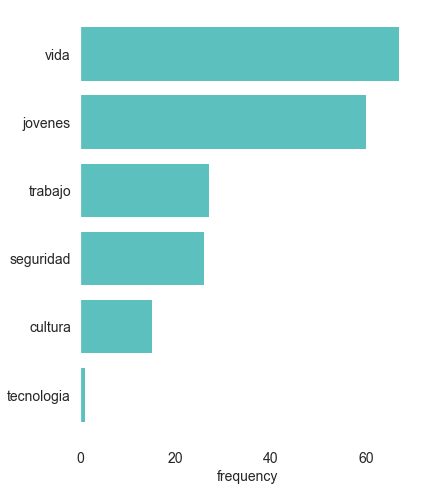 vida
jovenes
trabajo
seguridad
cultura
tecnologia
0 20 40 60
frequency